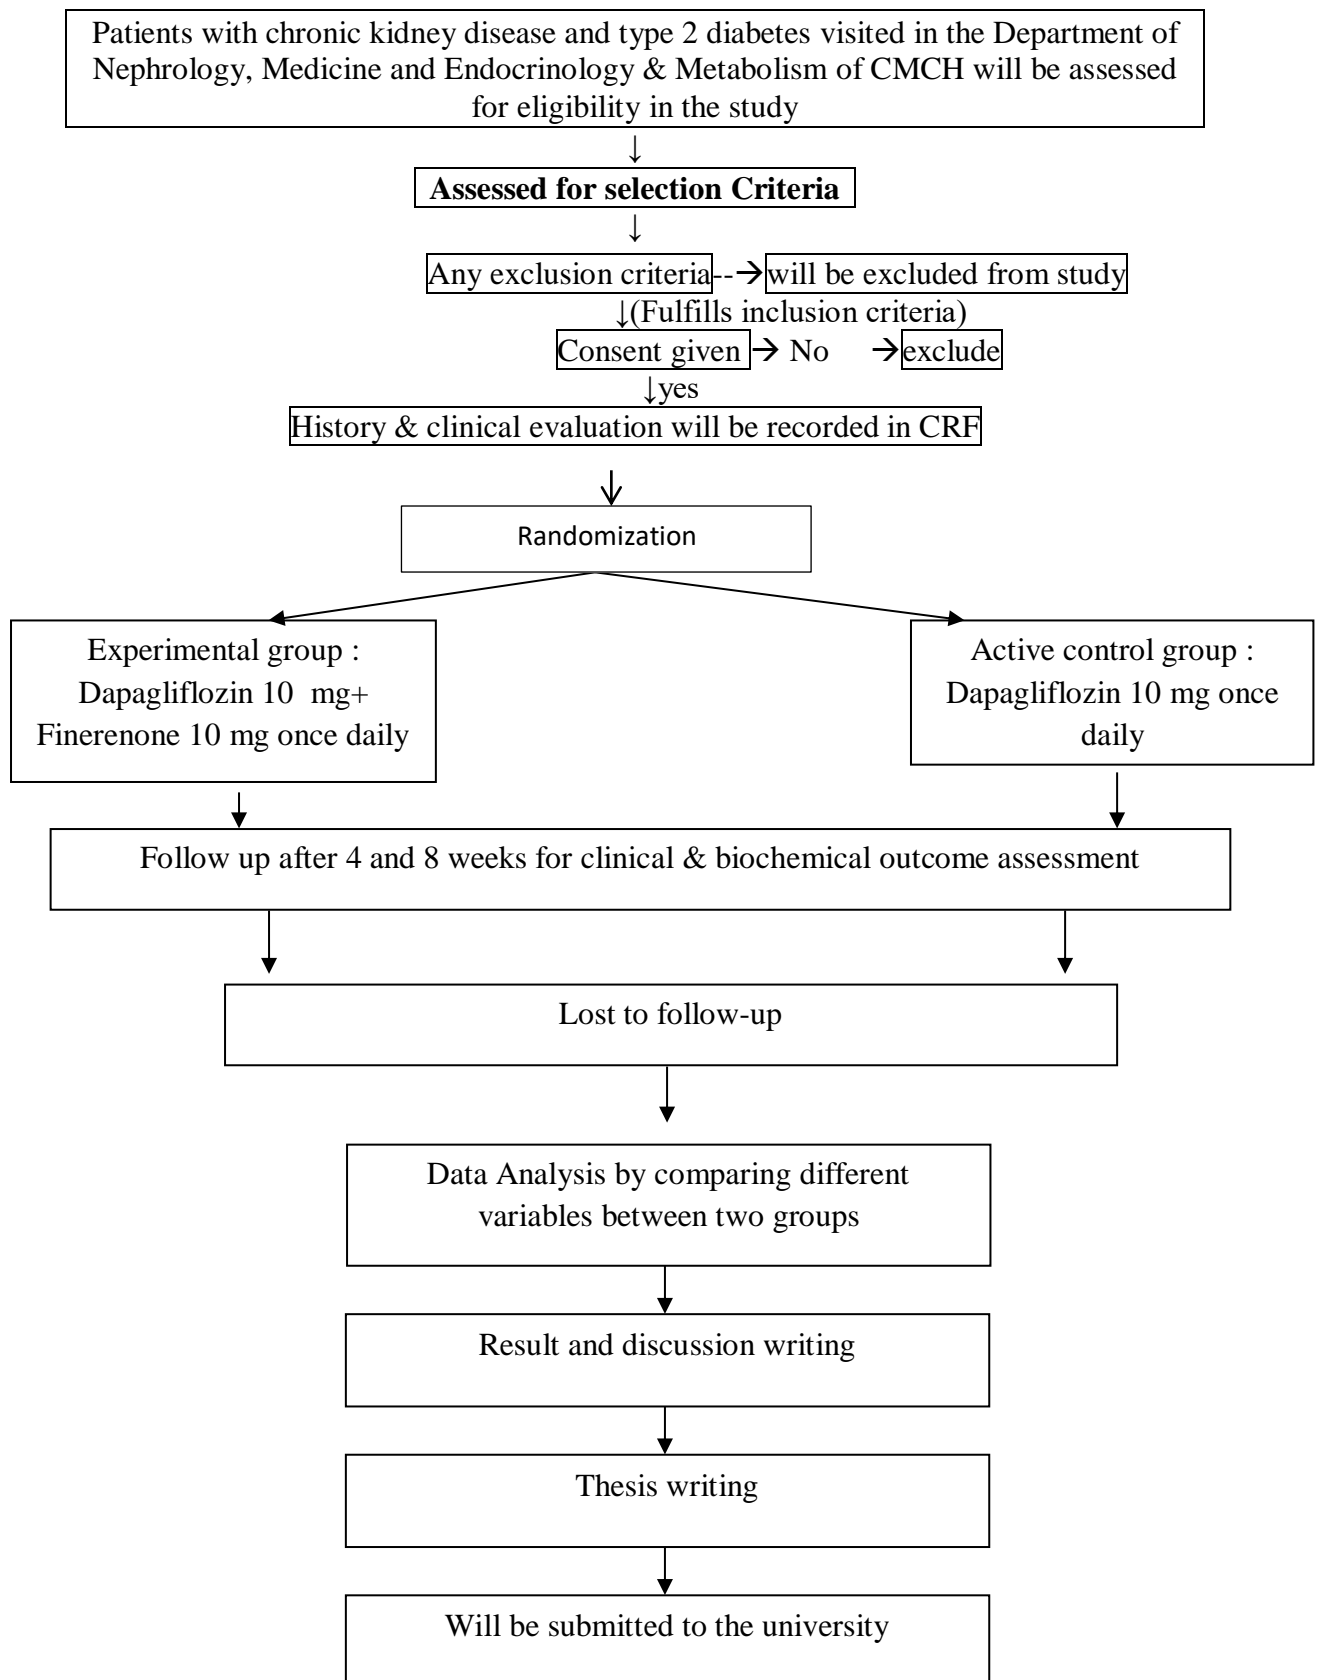 Patients with chronic kidney disease and type 2 diabetes visited in the Department of
Nephrology, Medicine and Endocrinology & Metabolism of CMCH will be assessed
for eligibility in the study
↓
Assessed for selection Criteria
↓
Any exclusion criteria--→will be excluded from study
↓(Fulfills inclusion criteria)
Consent given → No →exclude
↓yes
History & clinical evaluation will be recorded in CRF
Randomization
Experimental group :
Dapagliflozin 10 mg+
Finerenone 10 mg once daily
Active control group :
Dapagliflozin 10 mg once
daily
Follow up after 4 and 8 weeks for clinical & biochemical outcome assessment
Lost to follow-up
Data Analysis by comparing different
variables between two groups
Result and discussion writing
Thesis writing
Will be submitted to the university